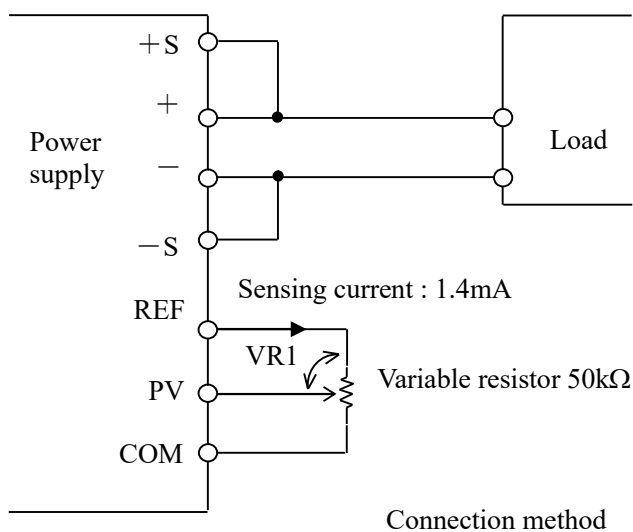 +S
+
Power
supply
−
Load
−S
Sensing current : 1.4mA
REF
VR1
PV
Variable resistor 50kΩ
COM
Connection method